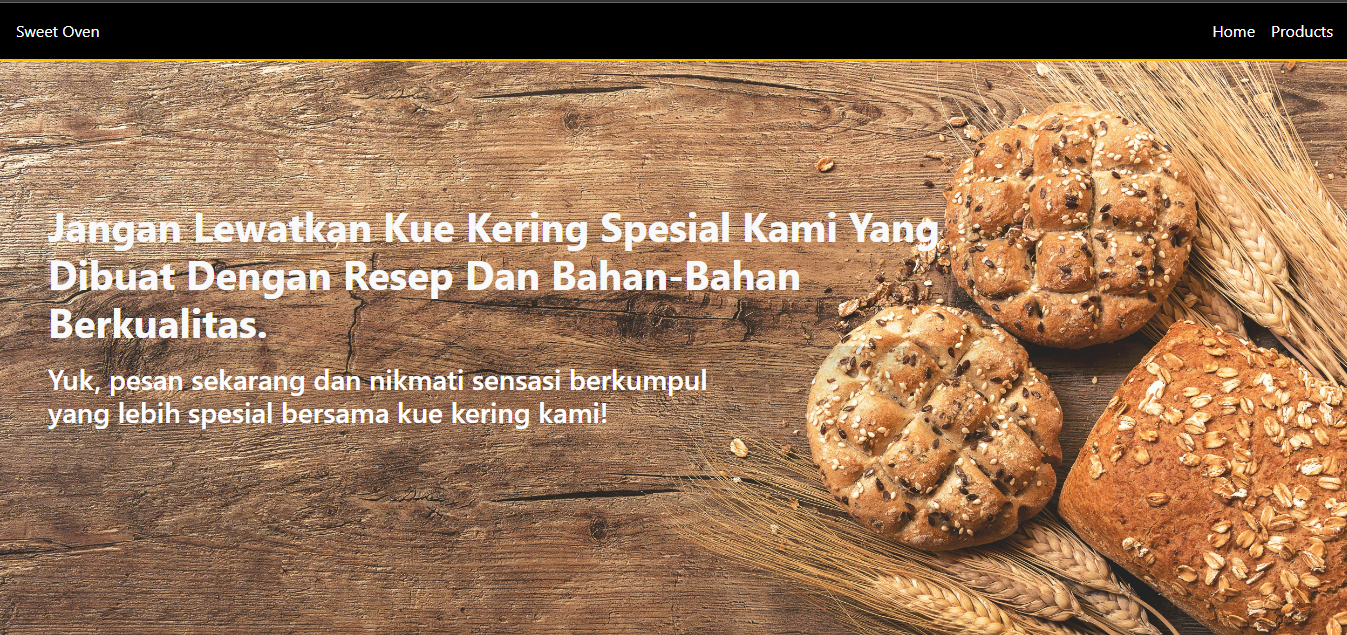 Sweet Oven
Home Products
Jangan Lewatkan Kue Kering Spesial Kami Yang
Dibuat Dengan Resep Dan Bahan-Bahan
Berkualitas.
Yuk, pesan sekarang dan nikmati sensasi berkumpul
yang lebih spesial bersama kue kering kami!